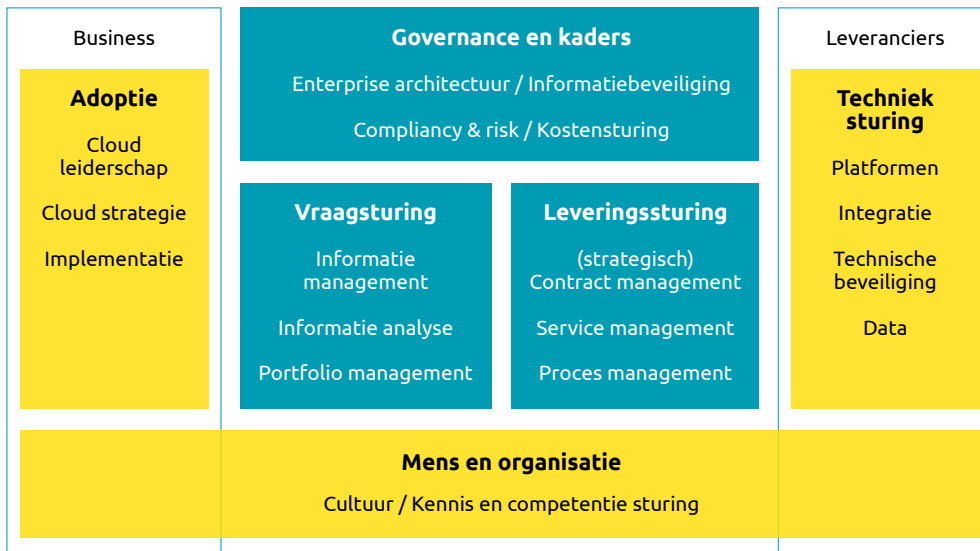 Business
Adoptie
Cloud
leiderschap
Cloud strategie
Implementatie
Governance en kaders
Enterprise architectuur / Informatiebeveiliging
Compliancy & risk / Kostensturing
Vraagsturing
Informatie
management
Informatie analyse
Portfolio management
Leveringssturing
(strategisch)
Contract management
Service management
Proces management
Leveranciers
Techniek
sturing
Platformen
Integratie
Technische
beveiliging
Data
Mens en organisatie
Cultuur / Kennis en competentie sturing